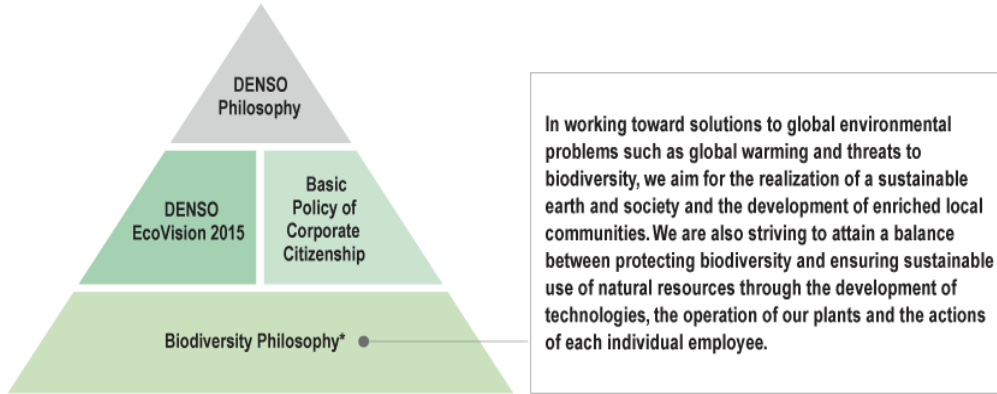 DENSO
Philosophy
DENSO
EcoVision 2015
Basic
Policy of
Corporate
Citizenship
Biodiversity Philosophy*
In working toward solutions to global environmental
problems such as global warming and threats to
biodiversity, we aim for the realization of a sustainable
earth and society and the development of enriched local
communities. We are also striving to attain a balance
between protecting biodiversity and ensuring sustainable
use of natural resources through the development of
technologies, the operation of our plants and the actions
of each individual employee.